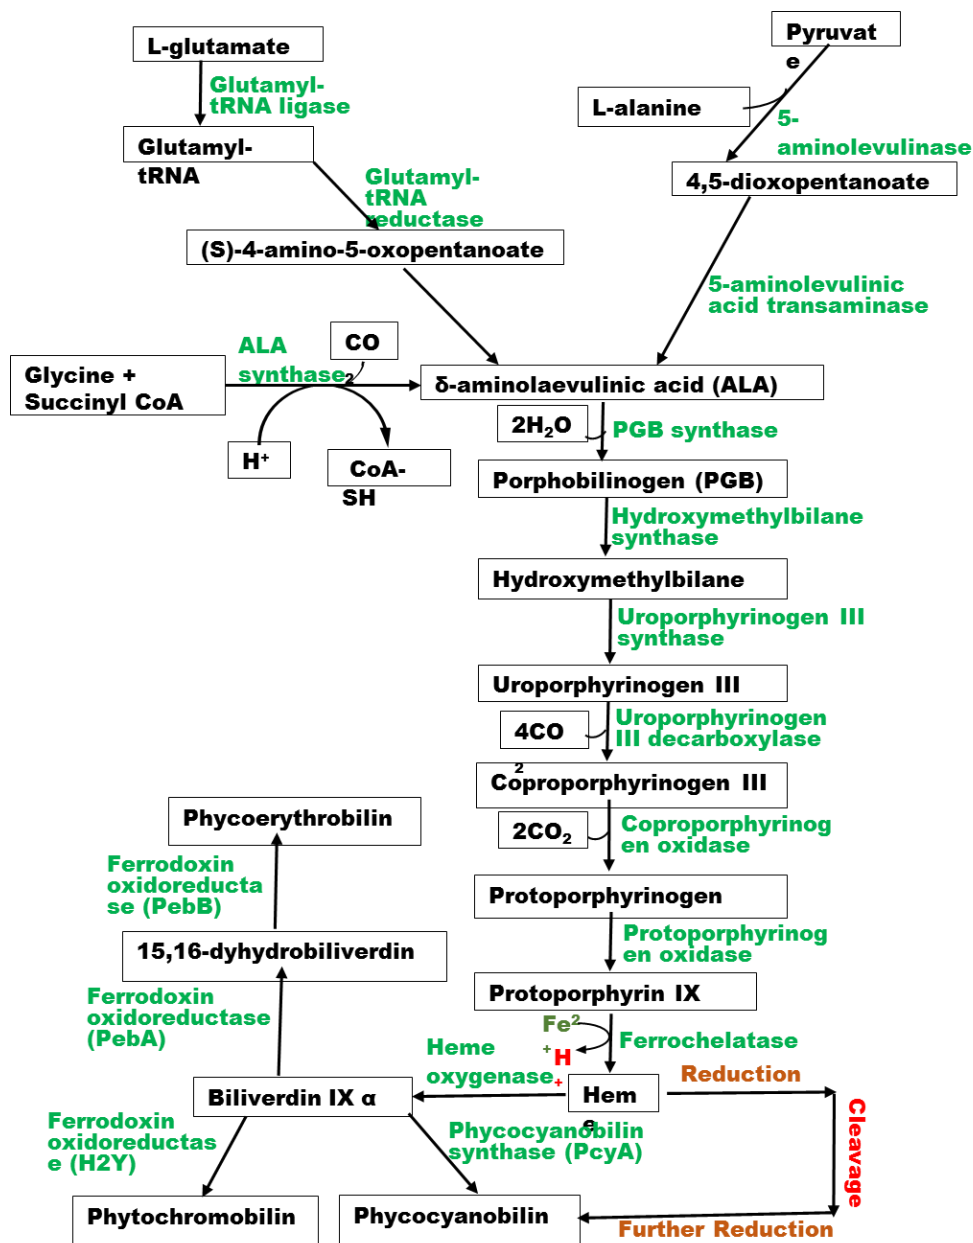 L-glutamate
Pyruvat
e
Glutamyl-
tRNA ligase
L-alanine
5-
aminolevulinase
Glutamyl-
tRNA
Glutamyl-
tRNA
reductase
4,5-dioxopentanoate
(S)-4-amino-5-oxopentanoate
5-aminolevulinic
acid transaminase
ALA
synthase
CO
2
Glycine +
Succinyl CoA
δ-aminolaevulinic acid (ALA)
H⁺
CoA-
SH
2H₂O
PGB synthase
Porphobilinogen (PGB)
Hydroxymethylbilane
synthase
Hydroxymethylbilane
Uroporphyrinogen III
synthase
Uroporphyrinogen III
4CO
2
Uroporphyrinogen
III decarboxylase
Coproporphyrinogen III
2CO₂
Coproporphyrinog
en oxidase
Protoporphyrinogen
Protoporphyrinog
en oxidase
Protoporphyrin IX
Fe²
+
H
+
Ferrochelatase
Hem
e
Heme
oxygenase
Reduction
Cleavage
Further Reduction
Phycoerythrobilin
Ferrodoxin
oxidoreducta
se (PebB)
15,16-dyhydrobiliverdin
Ferrodoxin
oxidoreductase
(PebA)
Biliverdin IX α
Ferrodoxin
oxidoreductas
e (H2Y)
Phycocyanobilin
synthase (PcyA)
Phytochromobilin
Phycocyanobilin